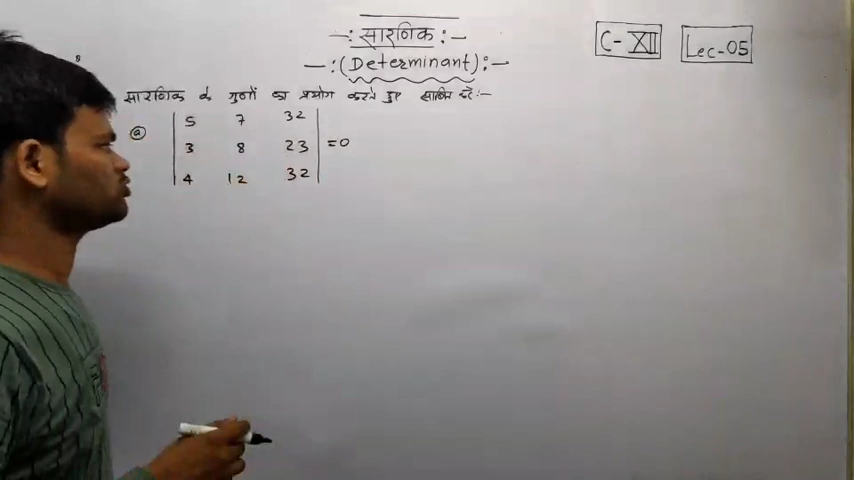 —: सारणिक :—
C-XII
Lec-05
—:(Determinant):—
सारणिक के गुणों का प्रयोग करते हुए साबित करें:-
ⓐ | 5 7 32 |
| 3 8 23 | =0
| 4 12 32 |